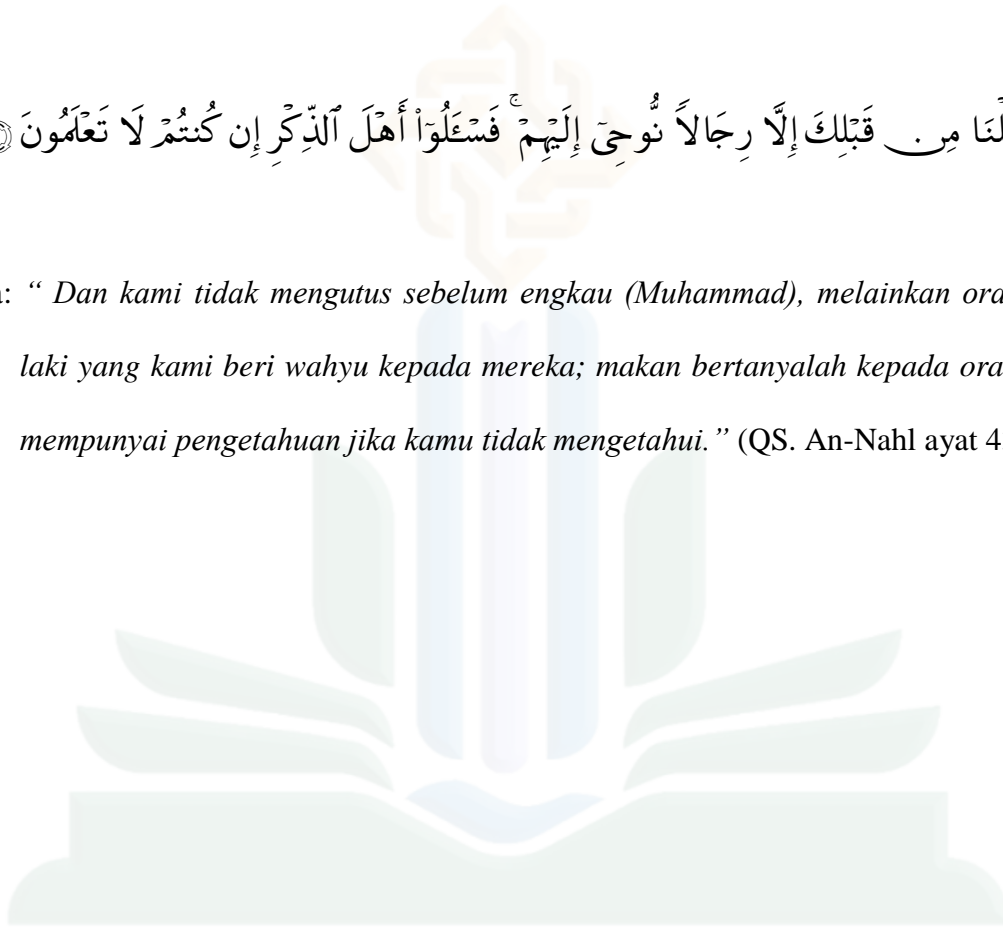 لْنَا مِن قَبْلِكَ إِلَّا رِجَالاً نُّوحِىٓ إِلَيْهِمْ ۚ فَسْـَٔلُوٓا۟ أَهْلَ ٱلذِّكْرِ إِن كُنتُمْ لَا تَعْلَمُونَ
: “ Dan kami tidak mengutus sebelum engkau (Muhammad), melainkan ora
laki yang kami beri wahyu kepada mereka; makan bertanyalah kepada ora
mempunyai pengetahuan jika kamu tidak mengetahui.” (QS. An-Nahl ayat 4